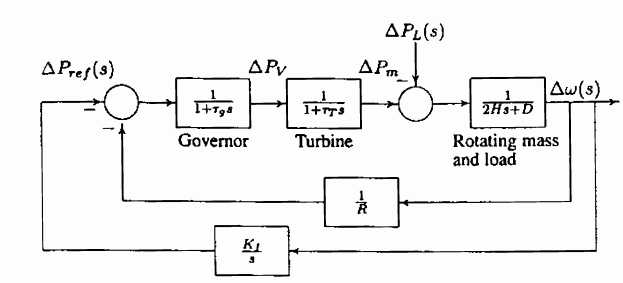 ΔP_L(s)
ΔP_ref(s)
ΔP_V
ΔP_m
Δω(s)
1/(1+τ_g s)
1/(1+τ_T s)
1/(2Hs+D)
Governor
Turbine
Rotating mass
and load
1/R
K_I/s